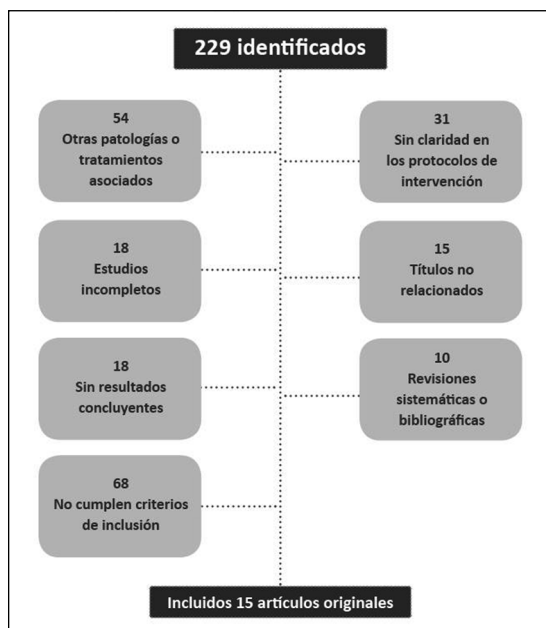 229 identificados
54
Otras patologías o
tratamientos
asociados
31
Sin claridad en
los protocolos de
intervención
18
Estudios
incompletos
15
Títulos no
relacionados
18
Sin resultados
concluyentes
10
Revisiones
sistemáticas o
bibliográficas
68
No cumplen criterios
de inclusión
Incluidos 15 artículos originales